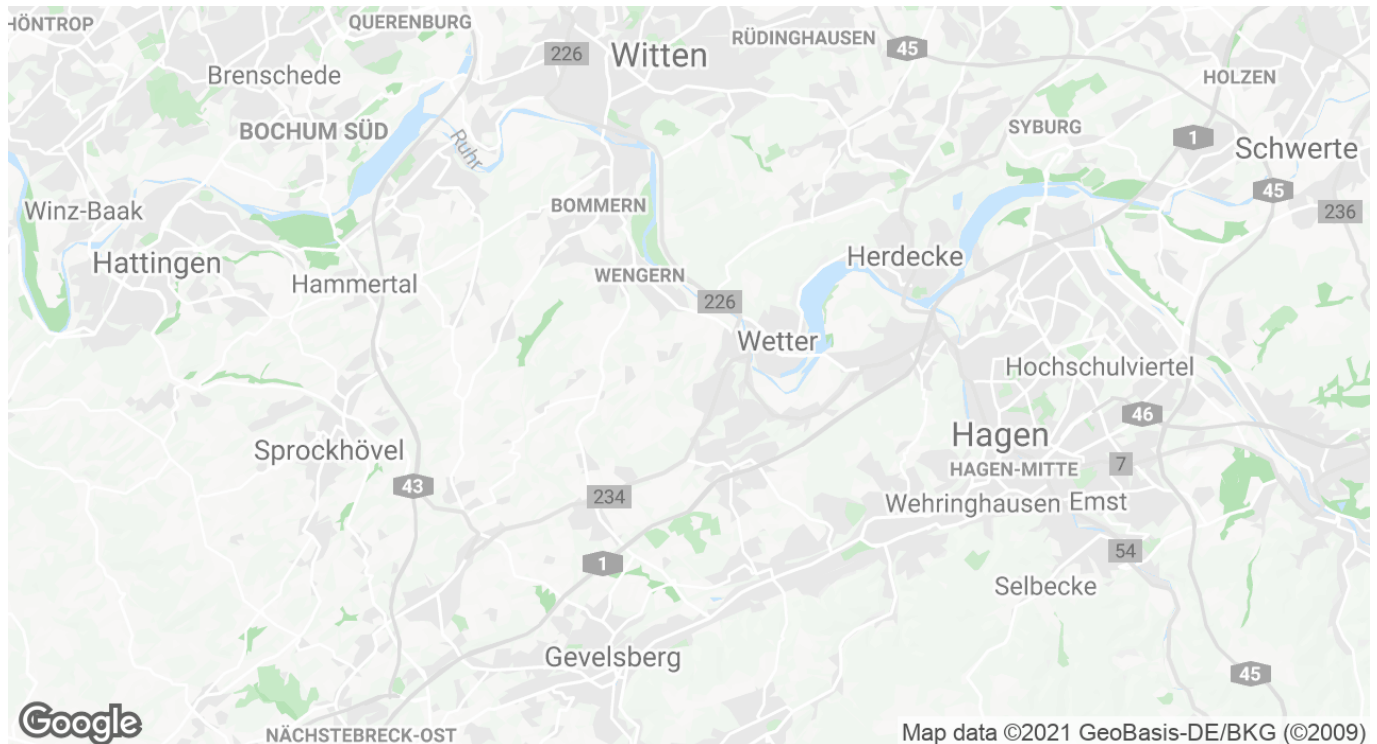 HÖNTROP
QUERENBURG
226
Witten
RÜDINGHAUSEN
45
Brenschede
HOLZEN
BOCHUM SÜD
Ruhr
SYBURG
1
Schwerte
45
Winz-Baak
BOMMERN
236
Hattingen
Hammertal
WENGERN
226
Herdecke
Wetter
Hochschulviertel
46
Sprockhövel
Hagen
HAGEN-MITTE
7
43
234
Wehringhausen
Emst
1
54
Selbecke
Gevelsberg
45
Google
NÄCHSTEBRECK-OST
Map data ©2021 GeoBasis-DE/BKG (©2009)